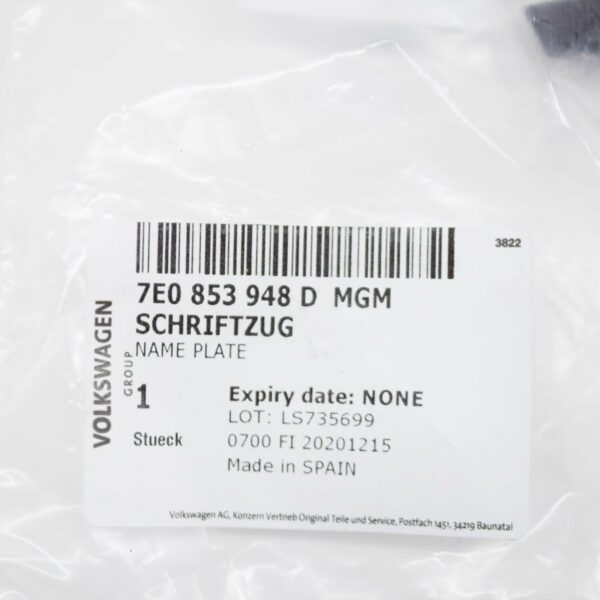 3822
7E0 853 948 D MGM
SCHRIFTZUG
NAME PLATE
VOLKSWAGEN
GROUP
1
Stueck
Expiry date: NONE
LOT: LS735699
0700 FI 20201215
Made in SPAIN
Volkswagen AG, Konzern Vertrieb Original Teile und Service, Postfach 1451, 34219 Baunatal